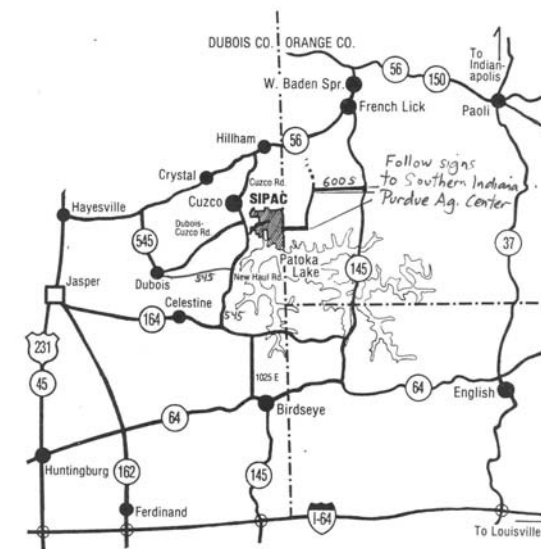 DUBOIS CO. ORANGE CO.
To
Indian-
apolis
56
150
W. Baden Spr.
French Lick
Paoli
Hillham
56
Crystal
Follow signs
to Southern Indiana
Purdue Ag. Center
600 S
Cuzco Rd.
SIPAC
Cuzco
Hayesville
Dubois-
Cuzco Rd.
545
37
Patoka
Lake
145
Dubois
545
New Haul Rd.
Jasper
Celestine
545
164
231
45
1025 E
64
64
Birdseye
English
Huntingburg
162
145
Ferdinand
I-64
To Louisville